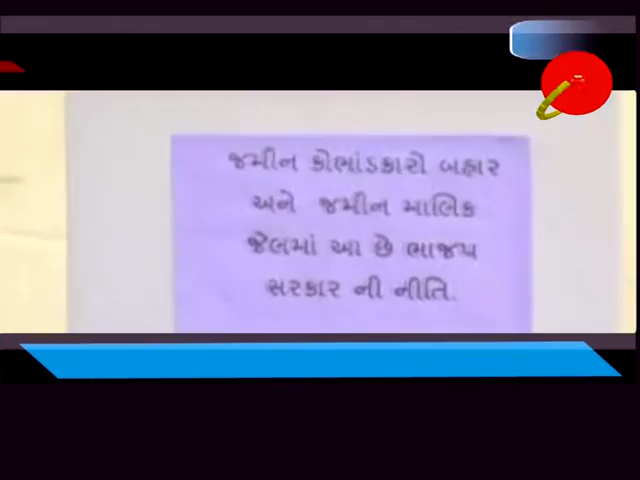 જમીન કોભાંડકારો બહાર
અને જમીન માલિક
જેલમાં આ છે ભાજપ
સરકાર ની નીતિ.